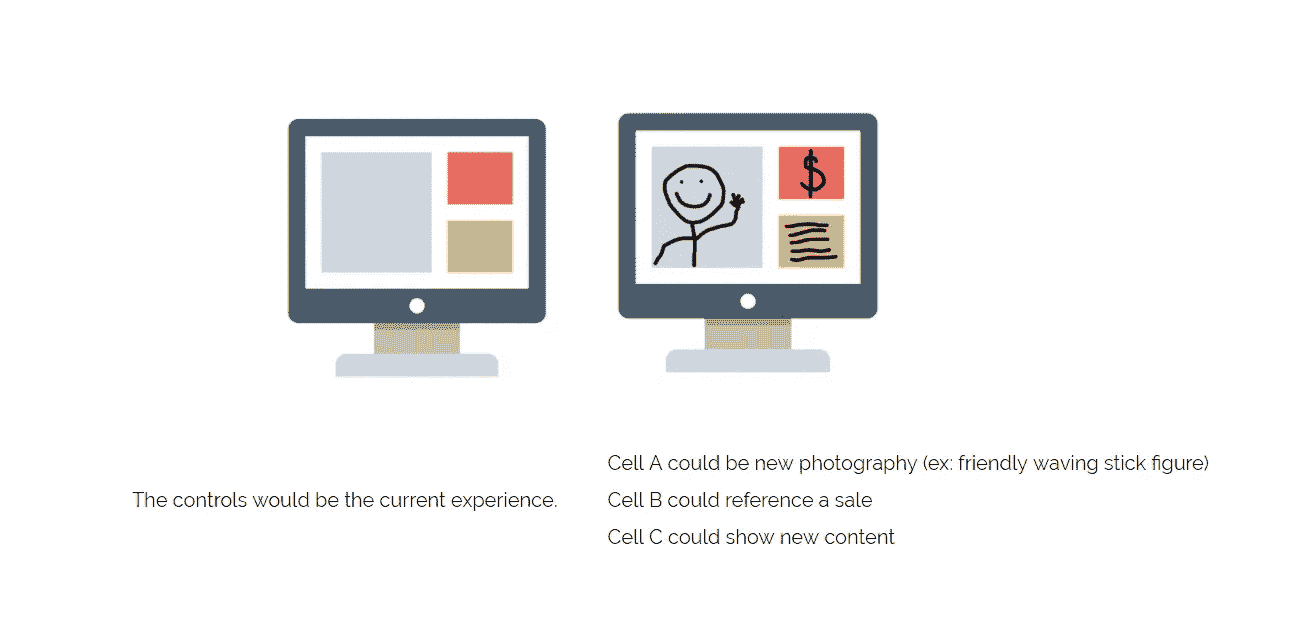 $
The controls would be the current experience.
Cell A could be new photography (ex: friendly waving stick figure)
Cell B could reference a sale
Cell C could show new content